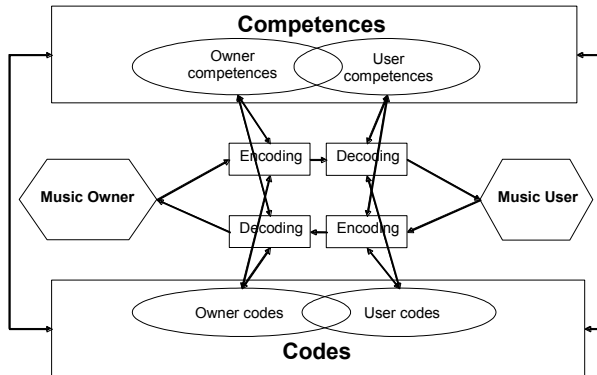 Competences
Owner
competences
User
competences
Encoding
Decoding
Music Owner
Music User
Decoding
Encoding
Owner codes
User codes
Codes